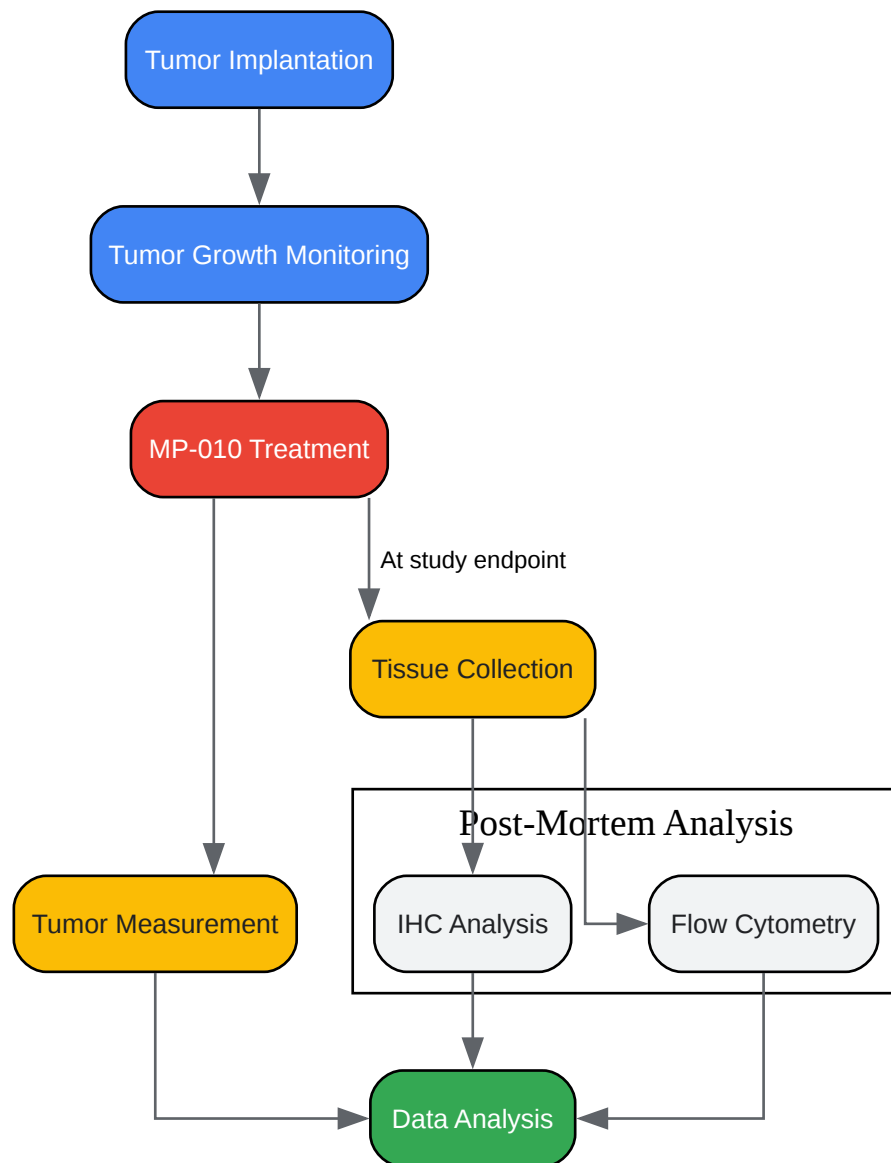 Tumor Implantation
Tumor Growth Monitoring
MP-010 Treatment
At study endpoint
Tissue Collection
Post-Mortem Analysis
Tumor Measurement
IHC Analysis
Flow Cytometry
Data Analysis